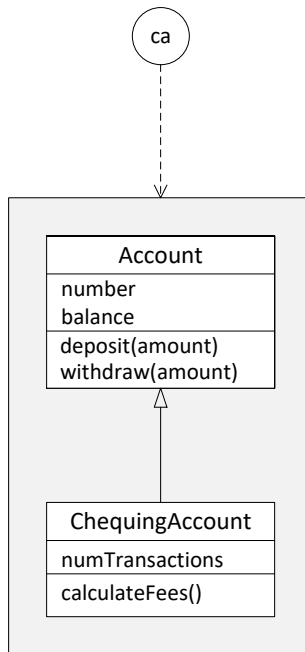 ca
Account
number
balance
deposit(amount)
withdraw(amount)
ChequingAccount
numTransactions
calculateFees()